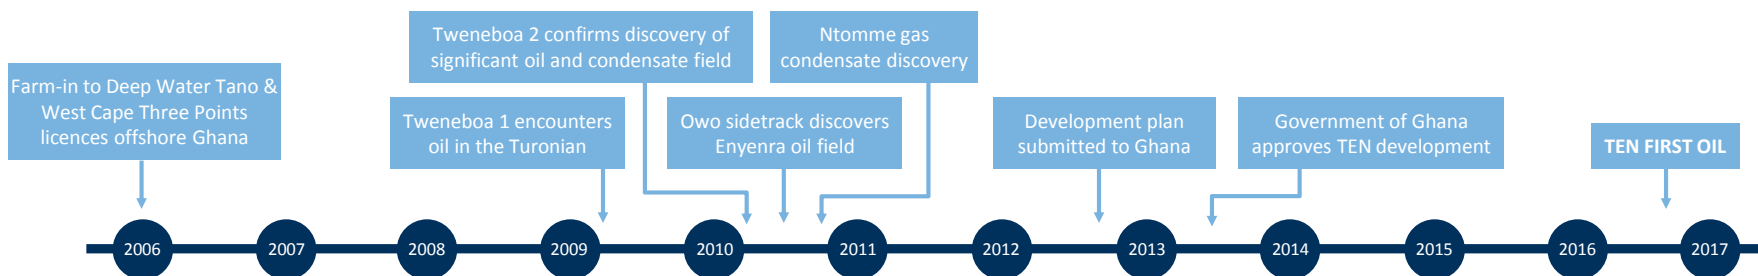 Farm-in to Deep Water Tano &
West Cape Three Points
licences offshore Ghana
Tweneboa 2 confirms discovery of
significant oil and condensate field
Tweneboa 1 encounters
oil in the Turonian
Ntomme gas
condensate discovery
Owo sidetrack discovers
Enyenra oil field
Development plan
submitted to Ghana
Government of Ghana
approves TEN development
TEN FIRST OIL
2006
2007
2008
2009
2010
2011
2012
2013
2014
2015
2016
2017